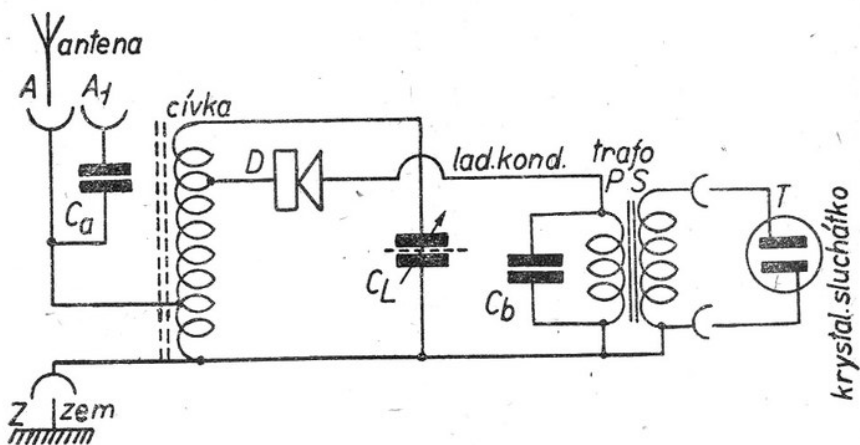 antena
A
A1
cívka
Ca
D
lad. kond.
CL
trafo
P S
Cb
T
krystal. sluchátko
Z
zem